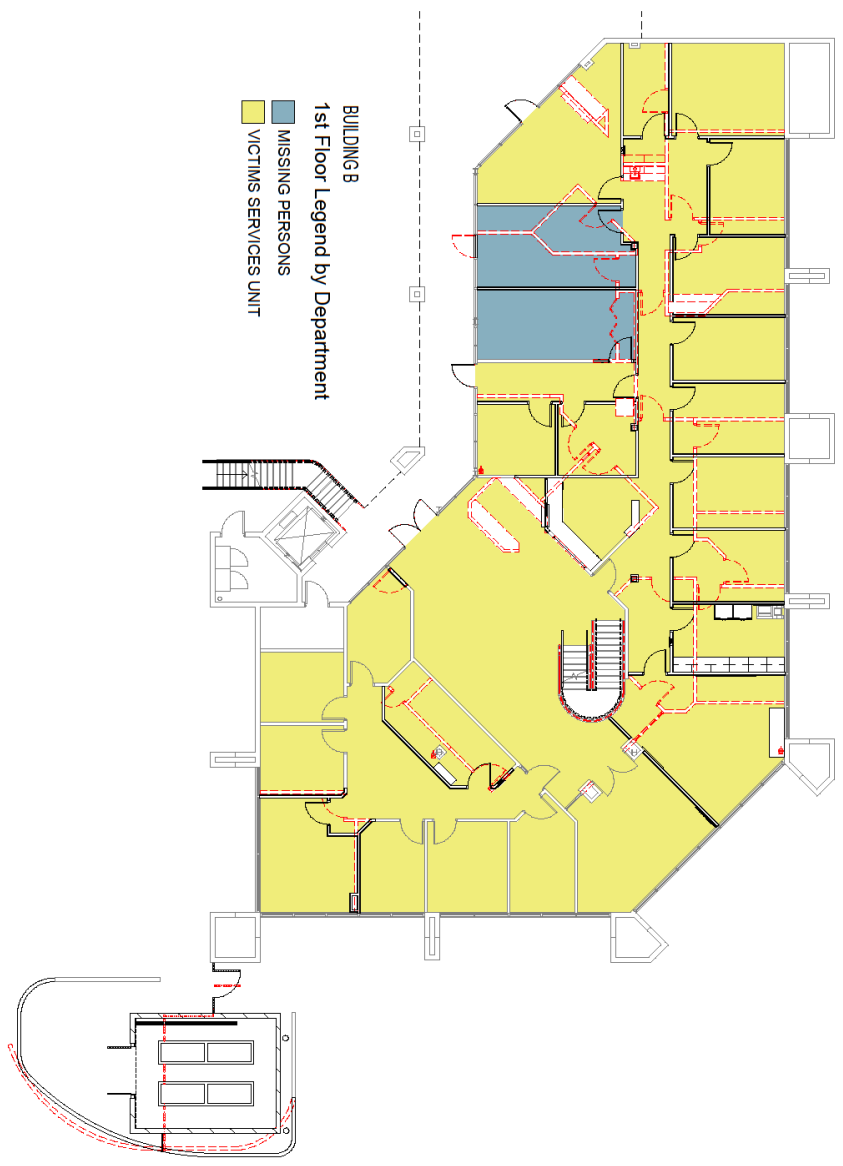 BUILDING B
1st Floor Legend by Department
MISSING PERSONS
VICTIMS SERVICES UNIT